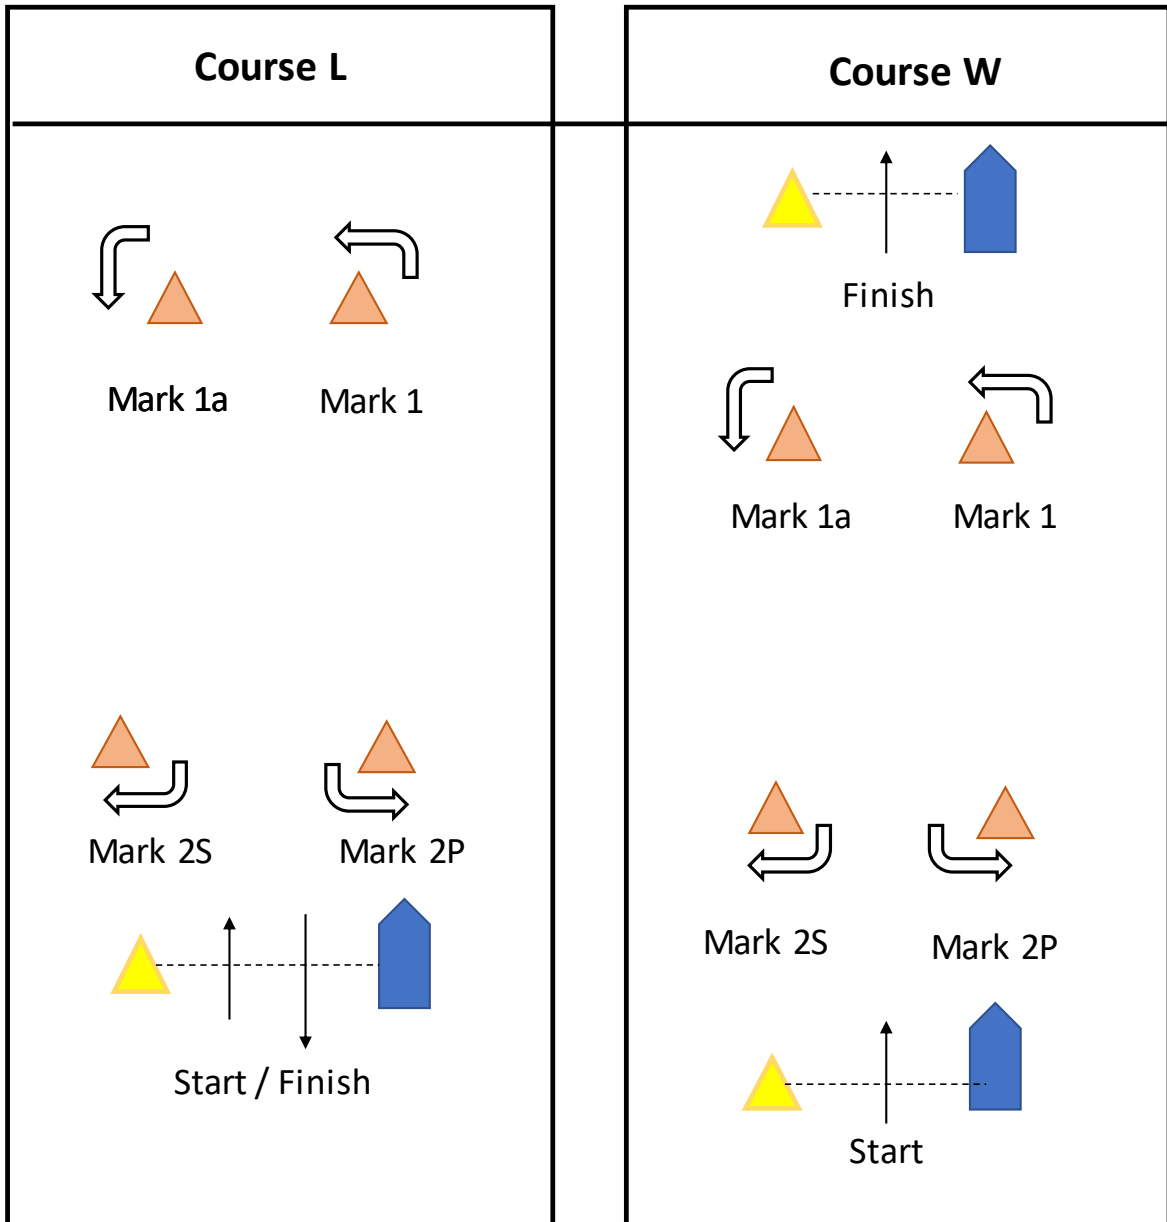 Course L
Mark 1a
Mark 1
Mark 2S
Mark 2P
Start / Finish
Course W
Finish
Mark 1a
Mark 1
Mark 2S
Mark 2P
Start